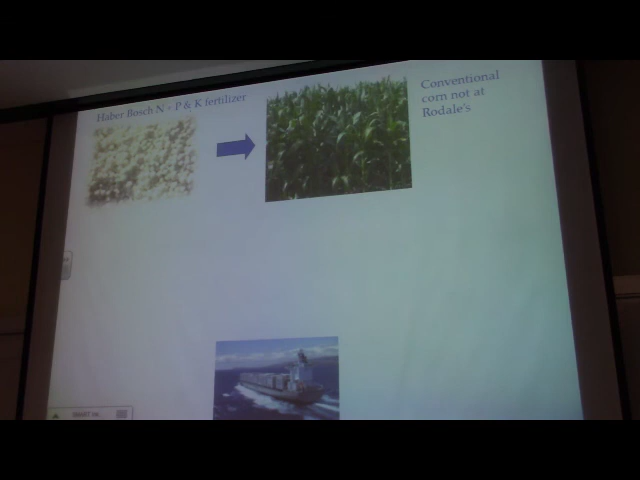 Haber Bosch N - P & K fertilizer
Conventional
corn not at
Rodale's